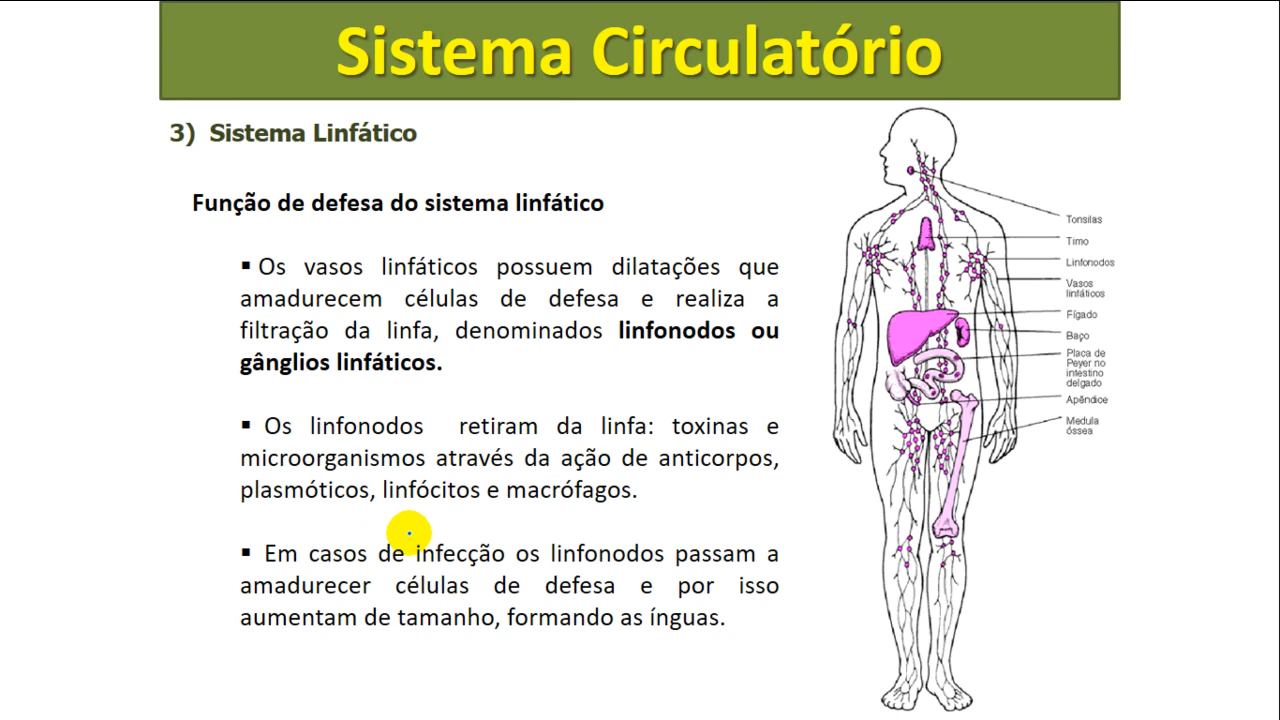 Sistema Circulatório
3) Sistema Linfático
Função de defesa do sistema linfático
▪ Os vasos linfáticos possuem dilatações que
amadurecem células de defesa e realiza a
filtração da linfa, denominados linfonodos ou
gânglios linfáticos.
▪ Os linfonodos retiram da linfa: toxinas e
microrganismos através da ação de anticorpos,
plasmóticos, linfócitos e macrófagos.
▪ Em casos de infecção os linfonodos passam a
amadurecer células de defesa e por isso
aumentam de tamanho, formando as ínguas.
Tonsilas
Timo
Linfonodos
Vasos
linfáticos
Fígado
Baço
Placa de
Peyer no
intestino
delgado
Apêndice
Medula
óssea